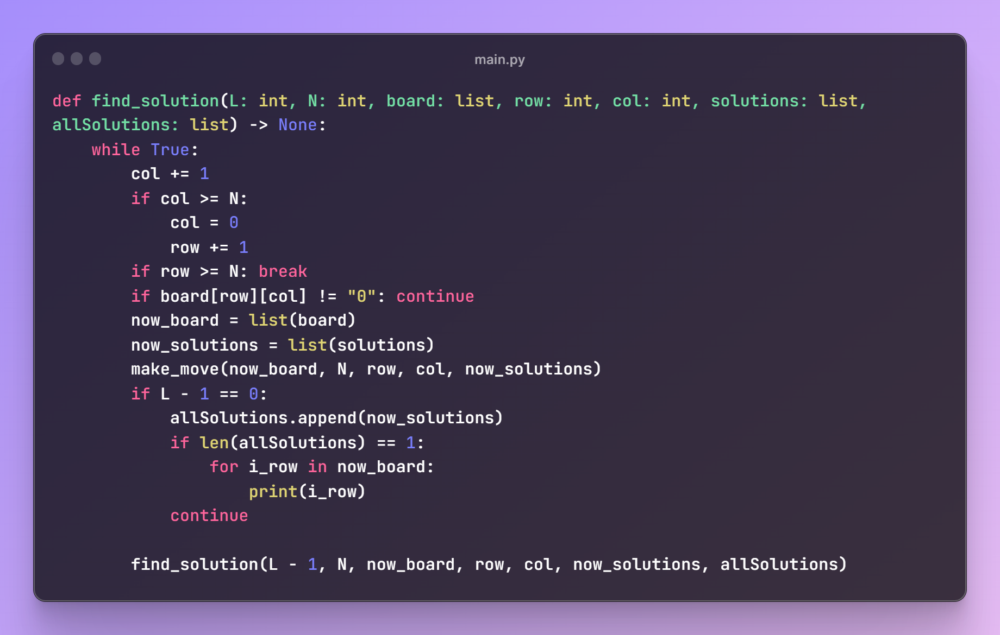 main.py
def find_solution(L: int, N: int, board: list, row: int, col: int, solutions: list,
allSolutions: list) -> None:
    while True:
        col += 1
        if col >= N:
            col = 0
            row += 1
        if row >= N: break
        if board[row][col] != "0": continue
        now_board = list(board)
        now_solutions = list(solutions)
        make_move(now_board, N, row, col, now_solutions)
        if L - 1 == 0:
            allSolutions.append(now_solutions)
            if len(allSolutions) == 1:
                for i_row in now_board:
                    print(i_row)
            continue

        find_solution(L - 1, N, now_board, row, col, now_solutions, allSolutions)